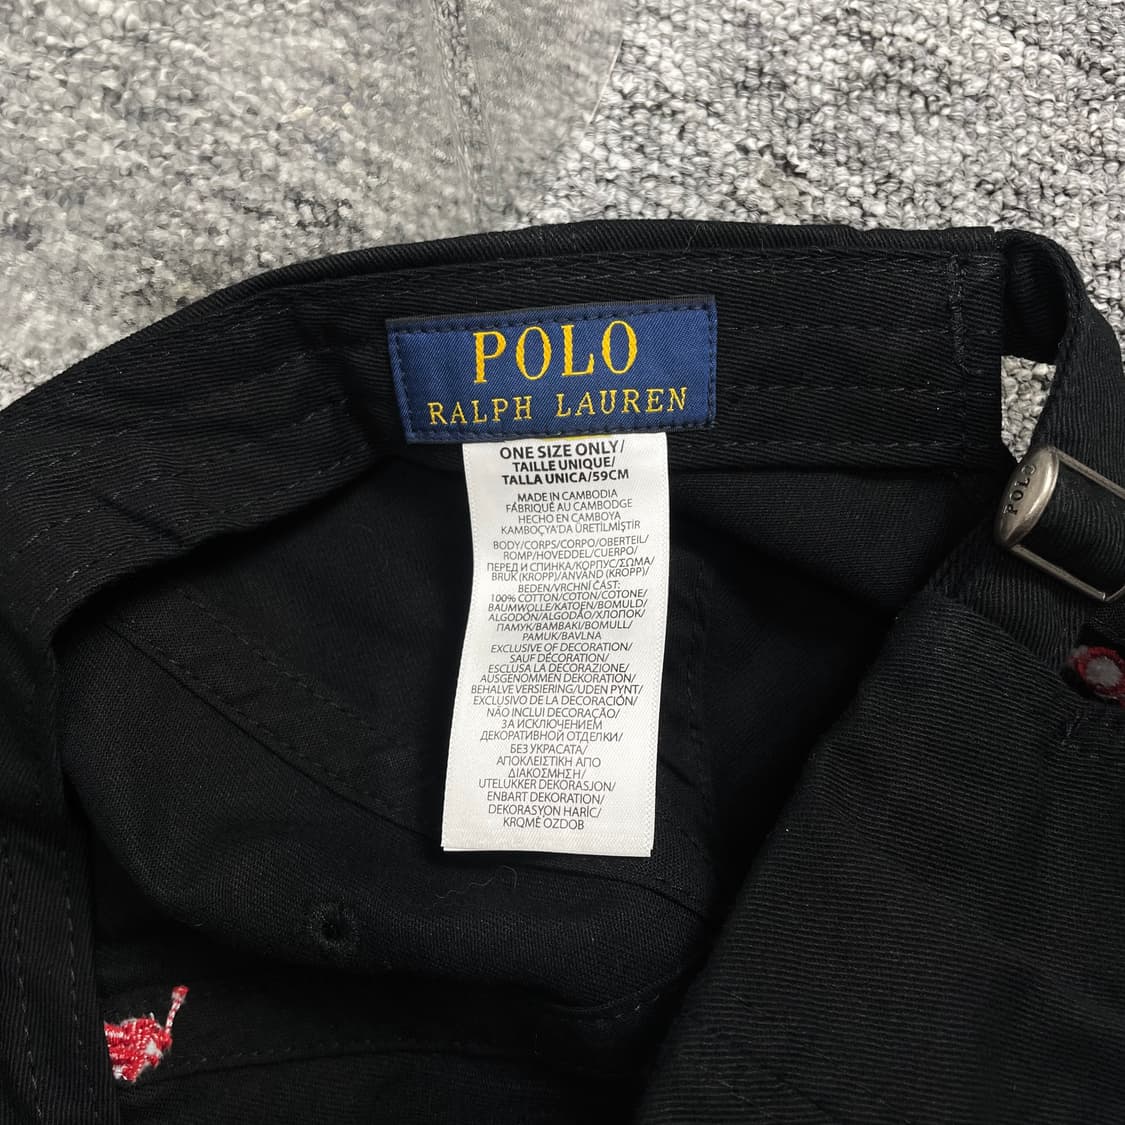 POLO
RALPH LAUREN
ONE SIZE ONLY/
TAILLE UNIQUE/
TALLA UNICA/59CM
MADE IN CAMBODIA
FABRIQUÉ AU CAMBODGE
HECHO EN CAMBOYA
KAMBOÇYA'DA ÜRETİLMİŞTİR
BODY/CORPS/CORPO/OBERTEIL/
ROMP/HOVEDDEL/CUERPO/
ПЕРЕД И СПИНКА/КОРПУС/ΣΩΜΑ/
BRUK (KROPP)/ANVÄND (KROPP)/
BEDEN/VRCHNÍ ČÁST:
100% COTTON/COTON/COTONE/
BAUMWOLLE/KATOEN/BOMULD/
ALGODÓN/ALGODÃO/ХЛОПОК/
ПАМУК/ΒΑΜΒΑΚΙ/BOMULL/
PAMUK/BAVLNA
EXCLUSIVE OF DECORATION/
SAUF DÉCORATION/
ESCLUSA LA DECORAZIONE/
AUSGENOMMEN DEKORATION/
BEHALVE VERSIERING/UDEN PYNT/
EXCLUSIVO DE LA DECORACIÓN/
NÃO INCLUI DECORAÇÃO/
ЗА ИСКЛЮЧЕНИЕМ
ДЕКОРАТИВНОЙ ОТДЕЛКИ/
БЕЗ УКРАСАТА/
ΑΠΟΚΛΕΙΣΤΙΚΗ ΑΠΟ
ΔΙΑΚΟΣΜΗΣΗ/
UTELUKKER DEKORASJON/
ENBART DEKORATION/
DEKORASYON HARİC/
KROMĚ OZDOB
POLO